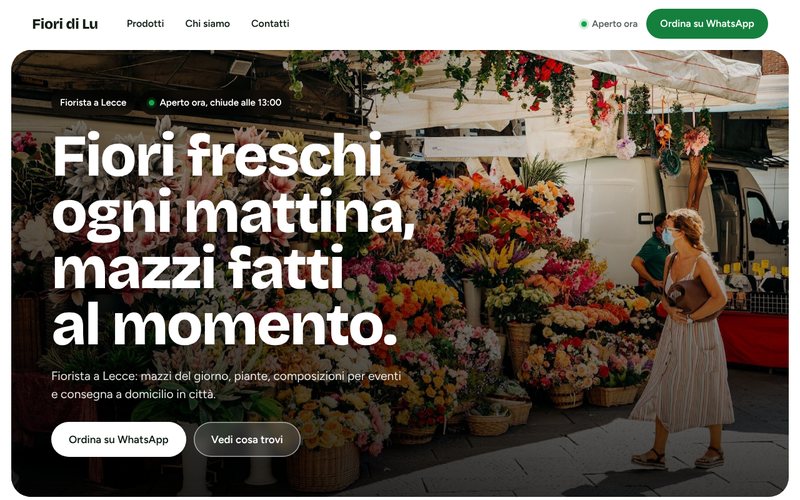 Fiori di Lu
Prodotti
Chi siamo
Contatti
Aperto ora
Ordina su WhatsApp
Fiorista a Lecce
Aperto ora, chiude alle 13:00
Fiori freschi
ogni mattina,
mazzi fatti
al momento.
Fiorista a Lecce: mazzi del giorno, piante, composizioni per eventi
e consegna a domicilio in città.
Ordina su WhatsApp
Vedi cosa trovi